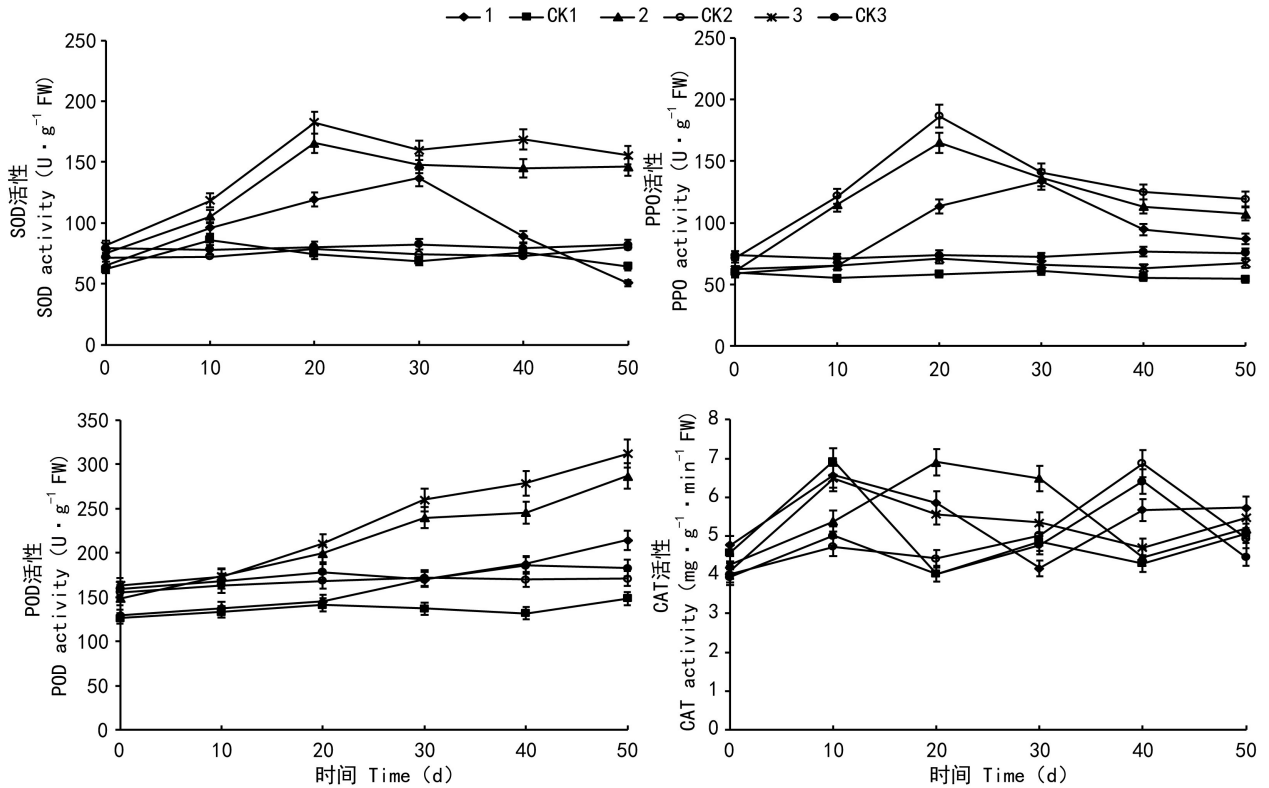 1 CK1 2 CK2 3 CK3
SOD活性
SOD activity (U·g⁻¹ FW)
250
200
150
100
50
0
0 10 20 30 40 50
PPO活性
PPO activity (U·g⁻¹ FW)
250
200
150
100
50
0
0 10 20 30 40 50
POD活性
POD activity (U·g⁻¹ FW)
350
300
250
200
150
100
50
0
0 10 20 30 40 50
时间 Time (d)
CAT活性
CAT activity (mg·g⁻¹·min⁻¹ FW)
8
7
6
5
4
3
2
1
0
0 10 20 30 40 50
时间 Time (d)